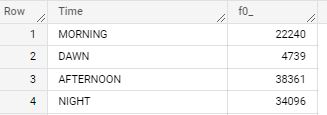 Row Time f0_
1 MORNING 22240
2 DAWN 4739
3 AFTERNOON 38361
4 NIGHT 34096